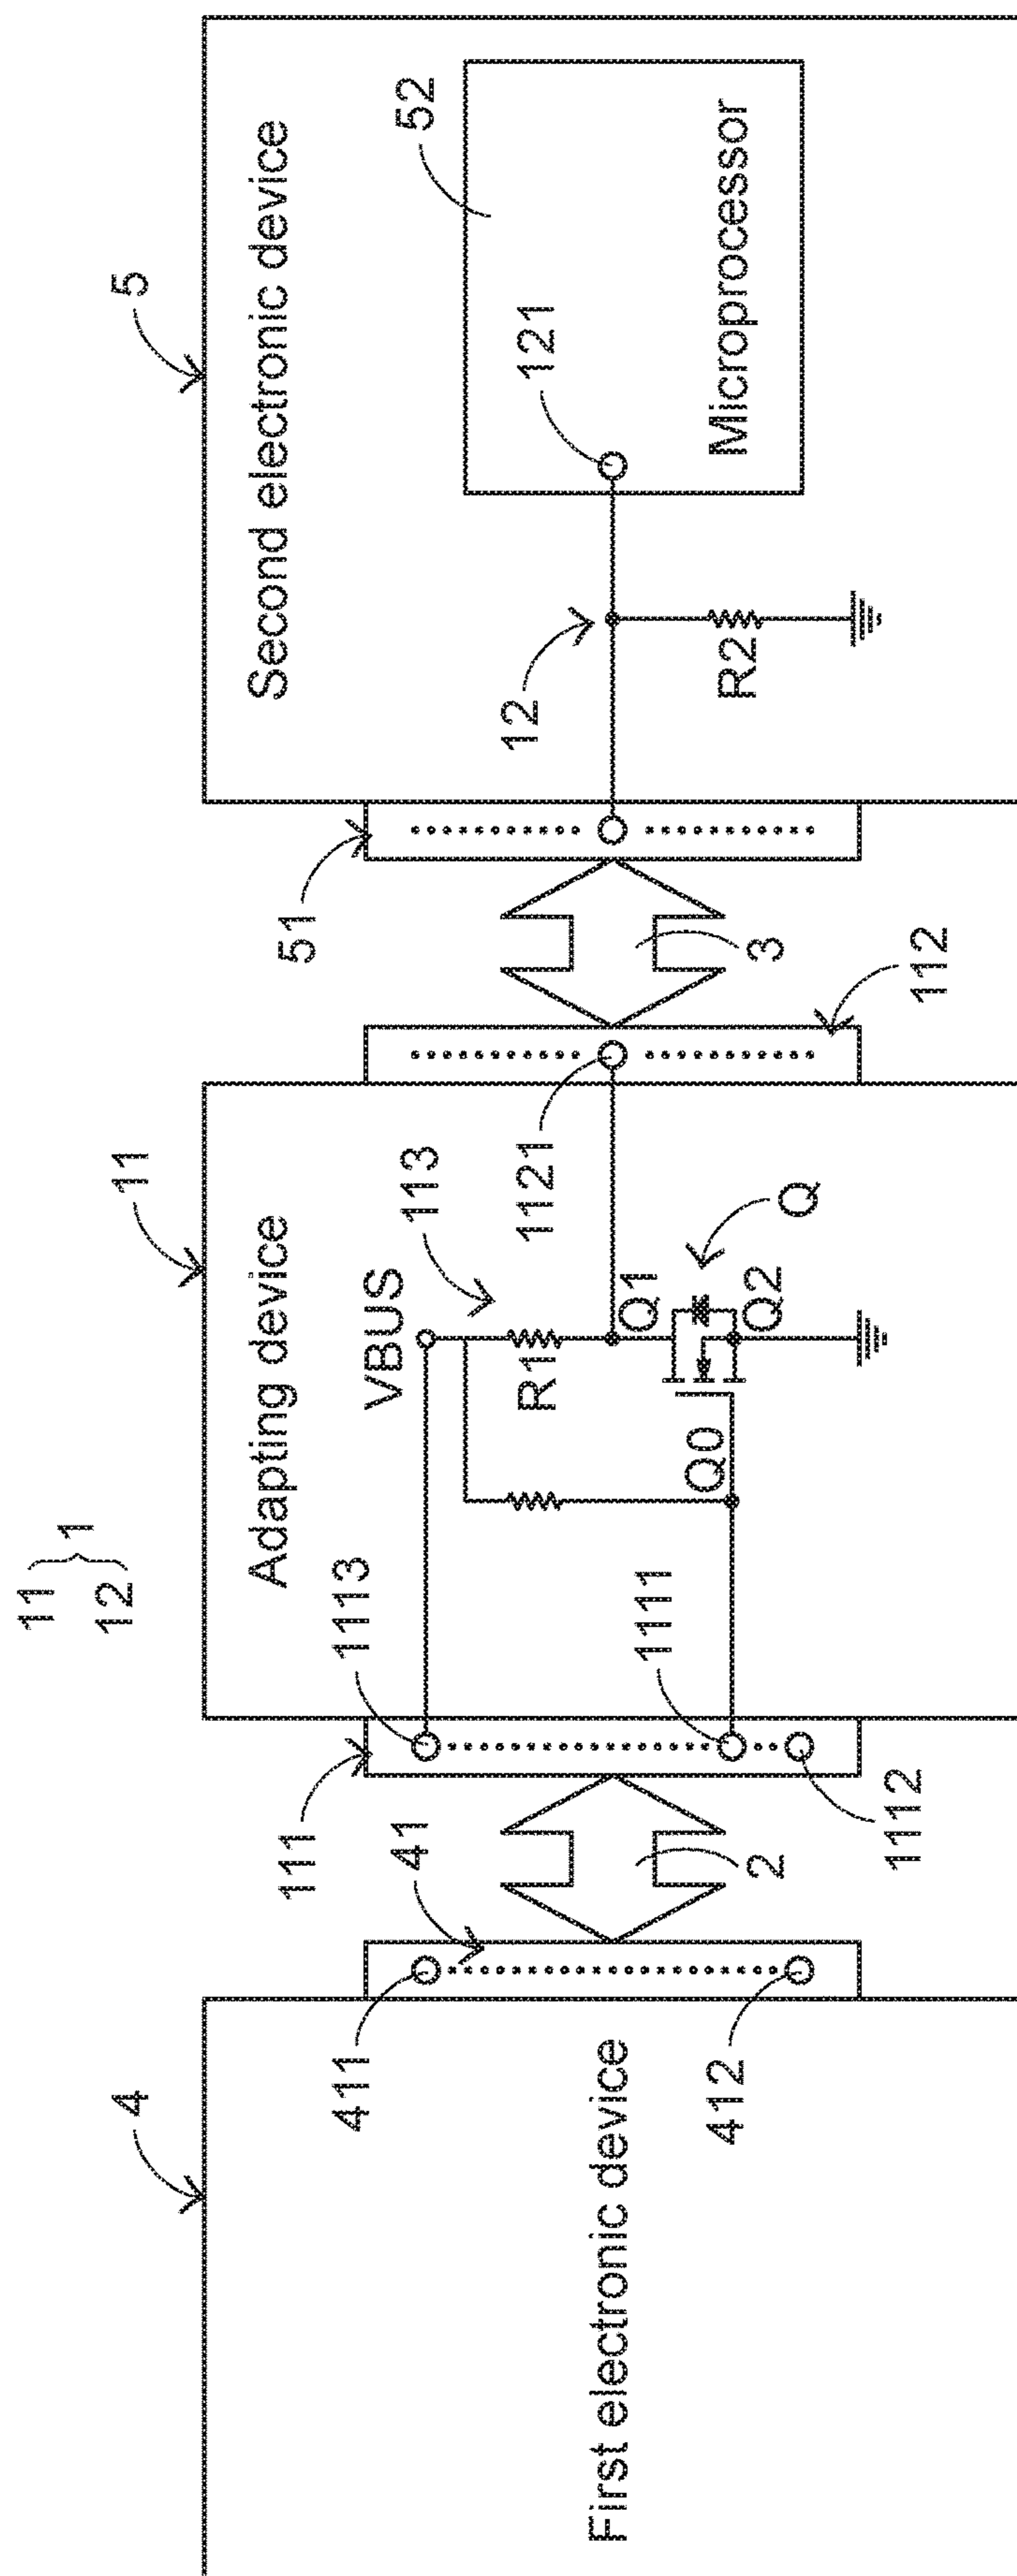 11
12
1
4
First electronic device
41
411
412
2
11
Adapting device
111
1113
1111
1112
VBUS
113
R1
Q0
Q1
Q2
Q
1121
112
3
5
Second electronic device
51
12
R2
121
52
Microprocessor